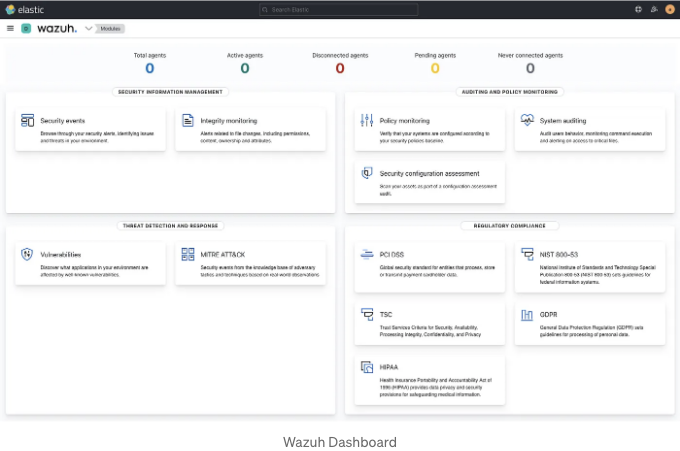 elastic
Search Elastic
wazuh.
Modules
Total agents
Active agents
Disconnected agents
Pending agents
Never connected agents
0
0
0
0
0
SECURITY INFORMATION MANAGEMENT
Security events
Browse through your security alerts, identifying issues
and threats in your environment.
Integrity monitoring
Alerts related to file changes, including permissions,
content, ownership and attributes.
AUDITING AND POLICY MONITORING
Policy monitoring
Verify that your systems are configured according to
your security policies baseline.
System auditing
Audit users behavior, monitoring command execution
and alerting on access to critical files.
Security configuration assessment
Scan your assets as part of a configuration assessment
audit.
THREAT DETECTION AND RESPONSE
Vulnerabilities
Discover what applications in your environment are
affected by well-known vulnerabilities.
MITRE ATT&CK
Security events from the knowledge base of adversary
tactics and techniques based on real-world observations
REGULATORY COMPLIANCE
PCI DSS
Global security standard for entities that process, store
or transmit payment cardholder data.
NIST 800-53
National Institute of Standards and Technology Special
Publication 800-53 (NIST 800-53) sets guidelines for
federal information systems.
TSC
Trust Services Criteria for Security, Availability,
Processing Integrity, Confidentiality, and Privacy
GDPR
General Data Protection Regulation (GDPR) sets
guidelines for processing of personal data.
HIPAA
Health Insurance Portability and Accountability Act of
1996 (HIPAA) provides data privacy and security
provisions for safeguarding medical information.
Wazuh Dashboard